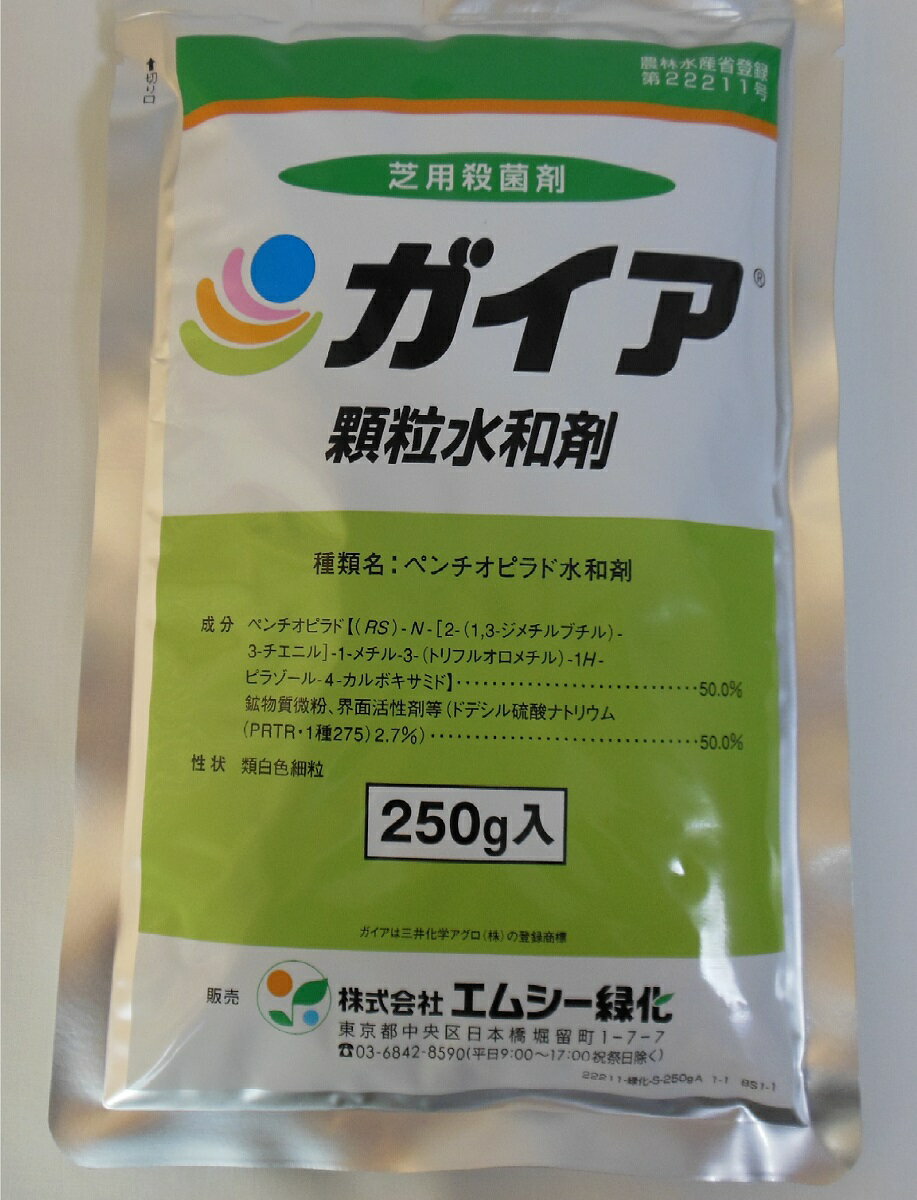 農林水産省登録
第22211号
↑切り口
芝用殺菌剤
ガイア®
顆粒水和剤
種類名：ペンチオピラド水和剤
成分 ペンチオピラド【(RS)-N-[2-(1,3-ジメチルブチル)-
3-チエニル]-1-メチル-3-(トリフルオロメチル)-1H-
ピラゾール-4-カルボキサミド】‥‥‥‥‥‥‥‥‥‥50.0%
鉱物質微粉、界面活性剤等(ドデシル硫酸ナトリウム
(PRTR・1種275)2.7%)‥‥‥‥‥‥‥‥‥‥‥50.0%
性状 類白色細粒
250g入
ガイアは三井化学アグロ(株)の登録商標
販売 株式会社 エムシー緑化
東京都中央区日本橋堀留町1-7-7
☎03-6842-8590(平日9:00〜17:00祝祭日除く)
22211-緑化-S-250gA 1-1 BS1-1